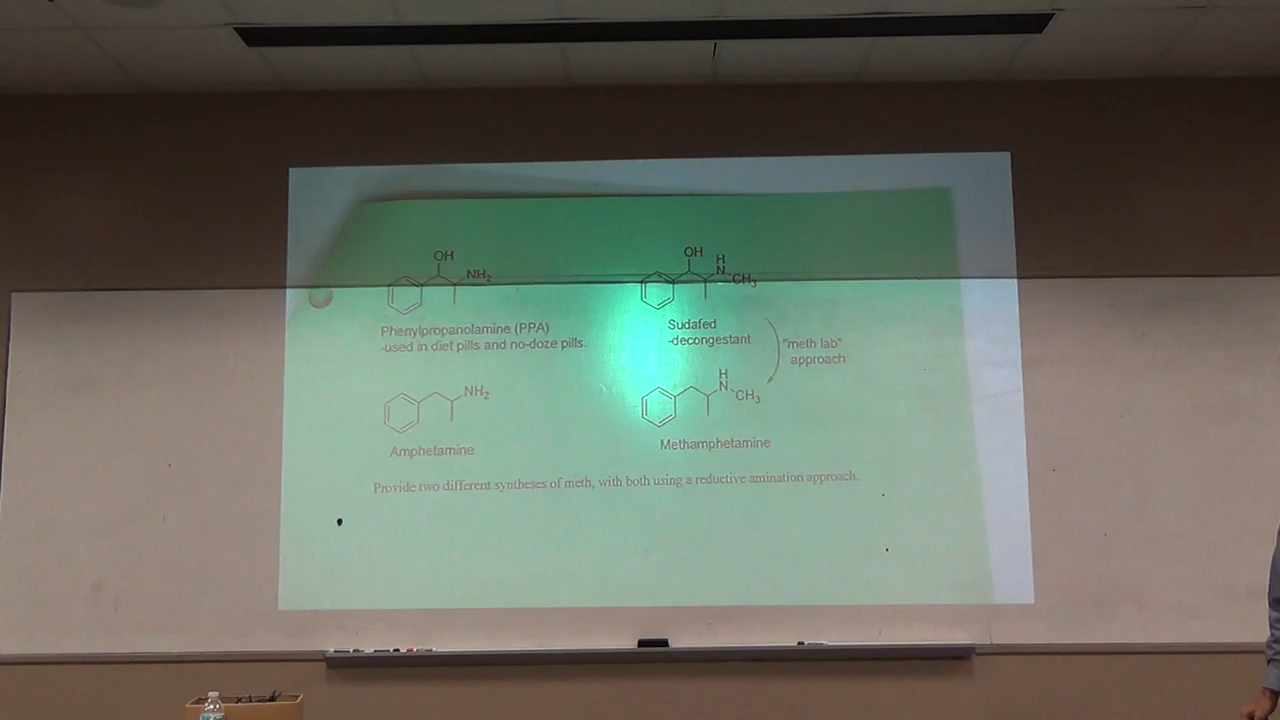 OH
NH2
Phenylpropanolamine (PPA)
-used in diet pills and no-doze pills.
OH
H
N
CH3
Sudafed
-decongestant
"meth lab"
approach
NH2
Amphetamine
H
N
CH3
Methamphetamine
Provide two different syntheses of meth, with both using a reductive amination approach.